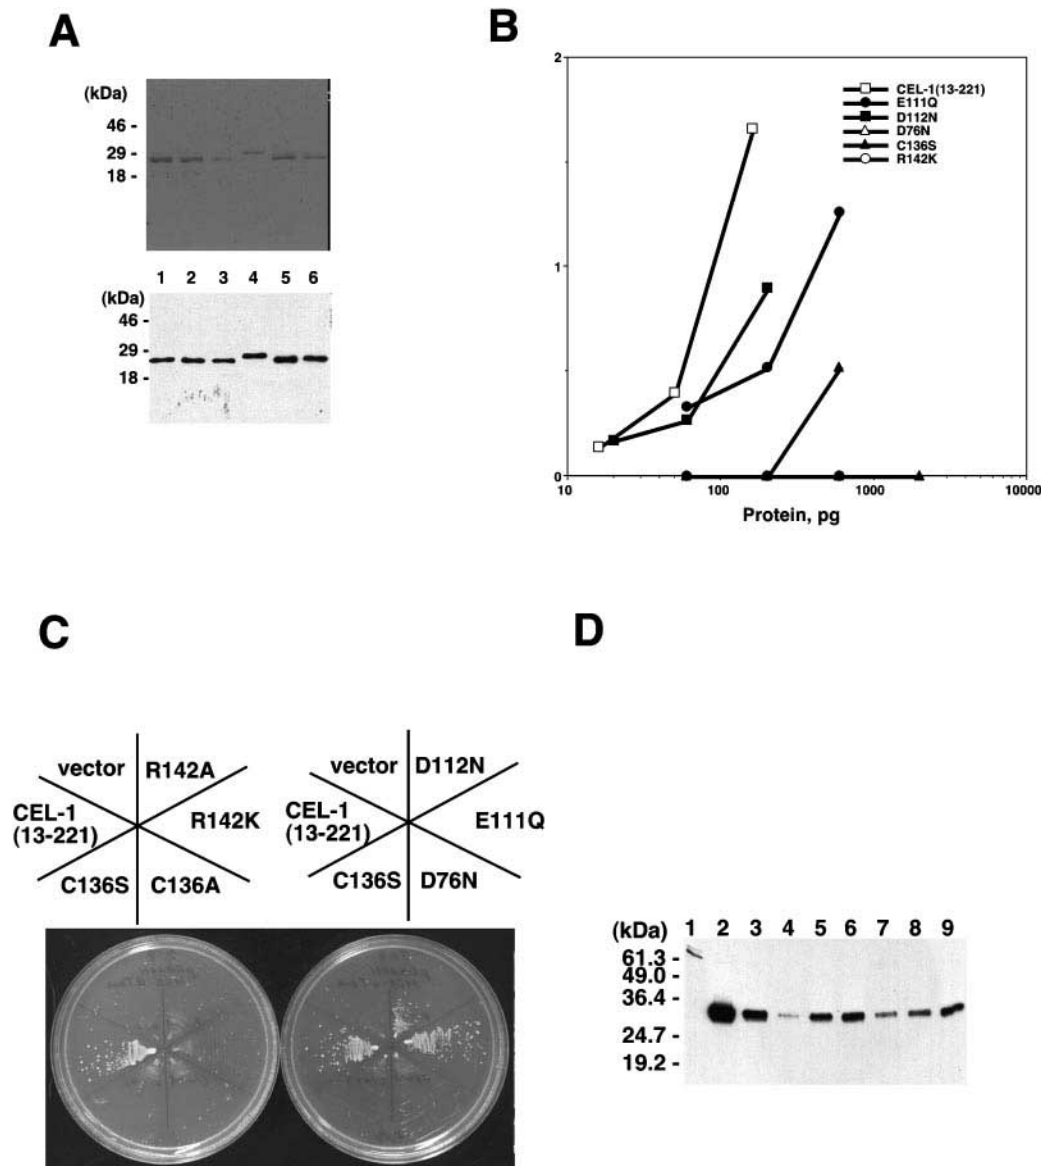 A
(kDa)
46 -
29 -
18 -
1 2 3 4 5 6
(kDa)
46 -
29 -
18 -
B
2
1
0
10 100 1000 10000
Protein, pg
CEL-1(13-221)
E111Q
D112N
D76N
C136S
R142K
C
vector R142A
CEL-1
(13-221)
R142K
C136S C136A
vector D112N
CEL-1
(13-221)
E111Q
C136S D76N
D
(kDa) 1 2 3 4 5 6 7 8 9
61.3 -
49.0 -
36.4 -
24.7 -
19.2 -